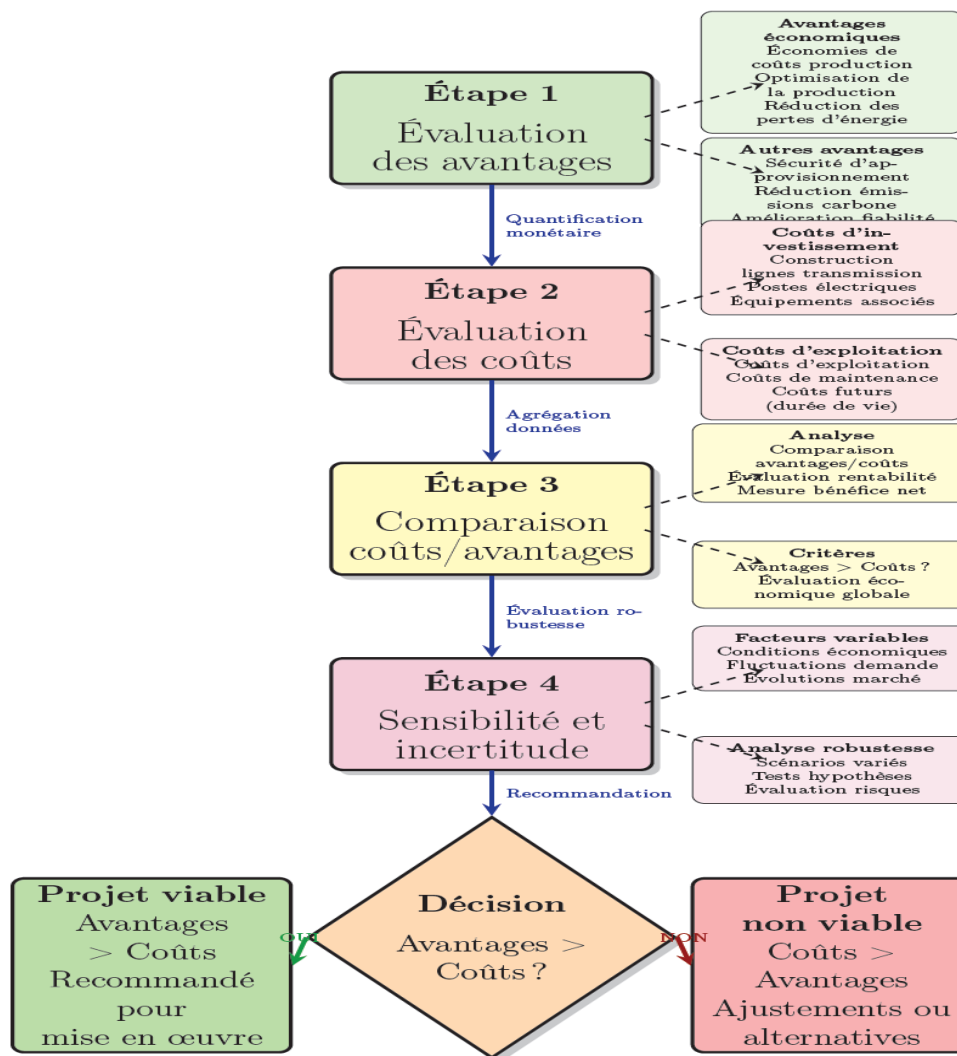 Étape 1
Évaluation
des avantages
Avantages
économiques
Économies de
coûts production
Optimisation de
la production
Réduction des
pertes d'énergie
Autres avantages
Sécurité d'ap-
provisionnement
Réduction émis-
sions carbone
Amélioration fiabilité
Quantification
monétaire
Étape 2
Évaluation
des coûts
Coûts d'in-
vestissement
Construction
lignes transmission
Postes électriques
Équipements associés
Coûts d'exploitation
Coûts d'exploitation
Coûts de maintenance
Coûts futurs
(durée de vie)
Agrégation
données
Étape 3
Comparaison
coûts/avantages
Analyse
Comparaison
avantages/coûts
Évaluation rentabilité
Mesure bénéfice net
Critères
Avantages > Coûts ?
Évaluation éco-
nomique globale
Évaluation ro-
bustesse
Étape 4
Sensibilité et
incertitude
Facteurs variables
Conditions économiques
Fluctuations demande
Évolutions marché
Analyse robustesse
Scénarios variés
Tests hypothèses
Évaluation risques
Recommandation
Décision
Avantages >
Coûts ?
OUI
Projet viable
Avantages
> Coûts
Recommandé
pour
mise en œuvre
NON
Projet
non viable
Coûts >
Avantages
Ajustements ou
alternatives